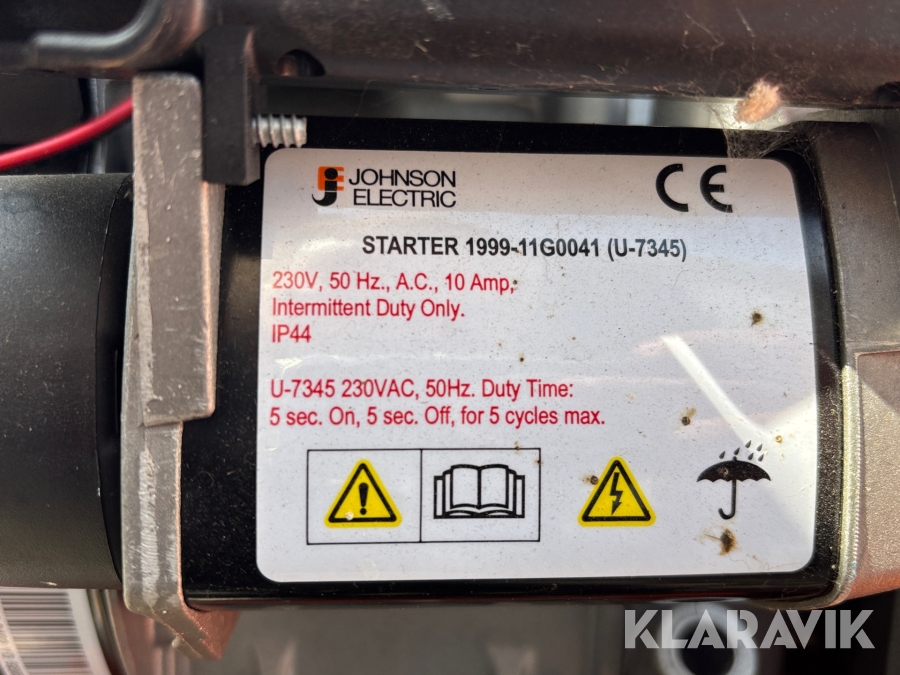 JOHNSON
ELECTRIC
CE
STARTER 1999-11G0041 (U-7345)
230V, 50 Hz., A.C., 10 Amp,
Intermittent Duty Only.
IP44
U-7345 230VAC, 50Hz. Duty Time:
5 sec. On, 5 sec. Off, for 5 cycles max.
KLARAVIK